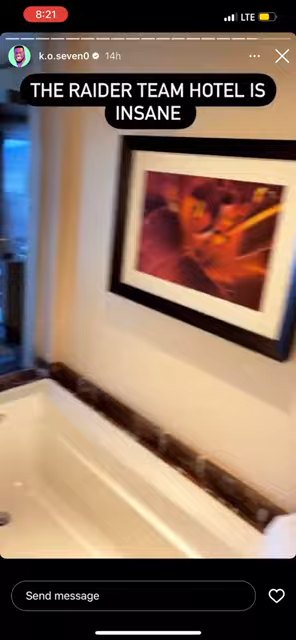 8:21
LTE
k.o.seven0 14h
THE RAIDER TEAM HOTEL IS
INSANE
Send message